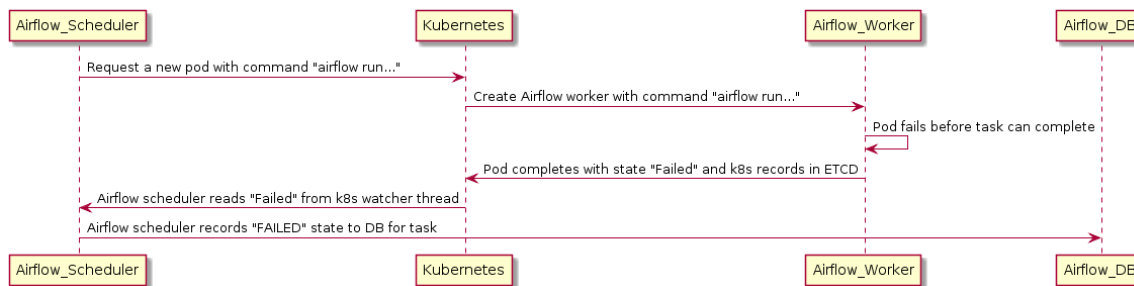 Airflow_Scheduler
Kubernetes
Airflow_Worker
Airflow_DB
Request a new pod with command "airflow run..."
Create Airflow worker with command "airflow run..."
Pod fails before task can complete
Pod completes with state "Failed" and k8s records in ETCD
Airflow scheduler reads "Failed" from k8s watcher thread
Airflow scheduler records "FAILED" state to DB for task
Airflow_Scheduler
Kubernetes
Airflow_Worker
Airflow_DB